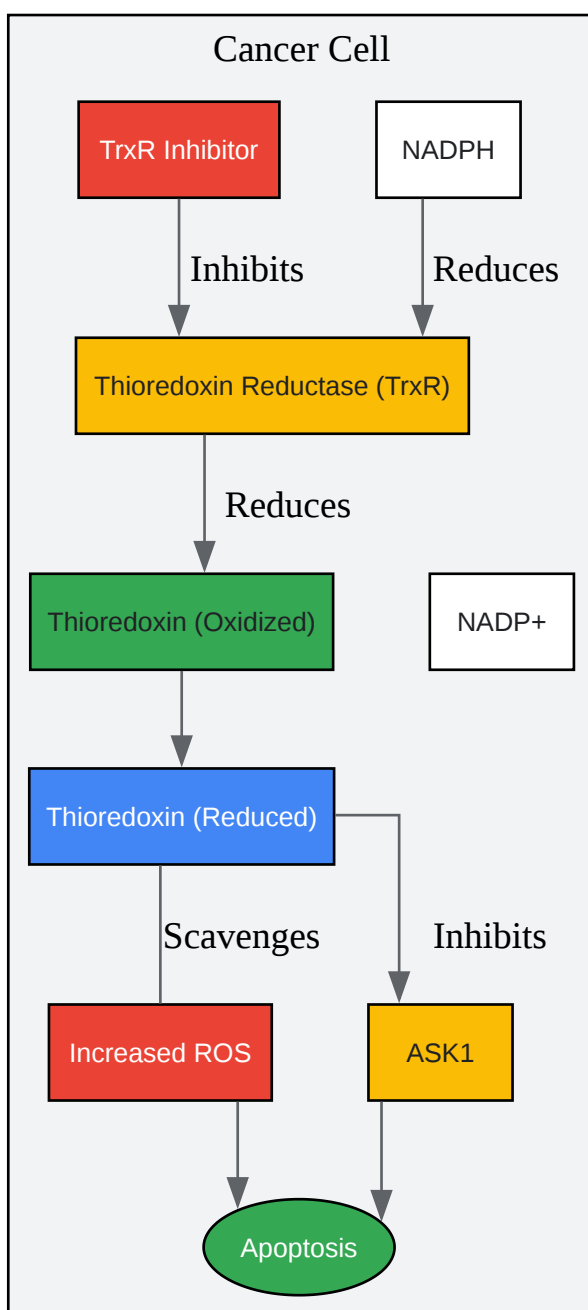 Cancer Cell
TrxR Inhibitor
NADPH
Inhibits
Reduces
Thioredoxin Reductase (TrxR)
Reduces
Thioredoxin (Oxidized)
NADP+
Thioredoxin (Reduced)
Scavenges
Inhibits
Increased ROS
ASK1
Apoptosis